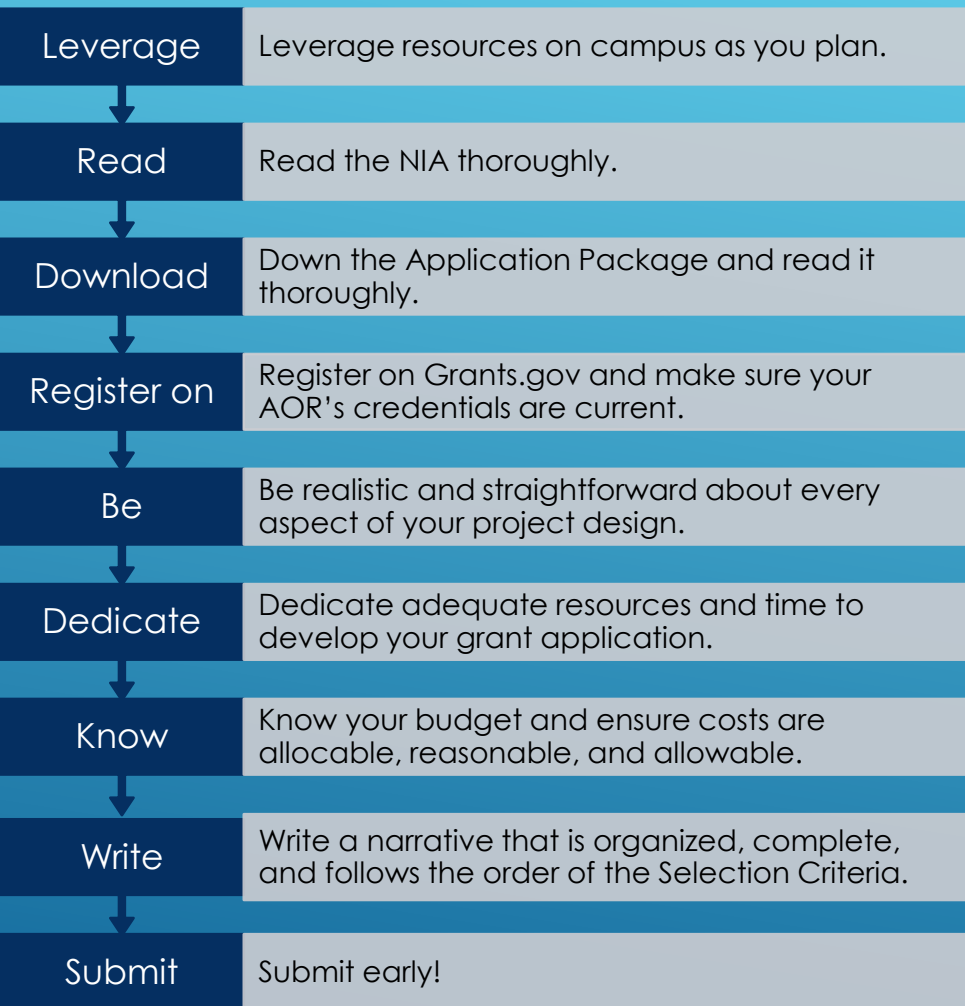 Leverage
Leverage resources on campus as you plan.
Read
Read the NIA thoroughly.
Download
Down the Application Package and read it
thoroughly.
Register on
Register on Grants.gov and make sure your
AOR’s credentials are current.
Be
Be realistic and straightforward about every
aspect of your project design.
Dedicate
Dedicate adequate resources and time to
develop your grant application.
Know
Know your budget and ensure costs are
allocable, reasonable, and allowable.
Write
Write a narrative that is organized, complete,
and follows the order of the Selection Criteria.
Submit
Submit early!